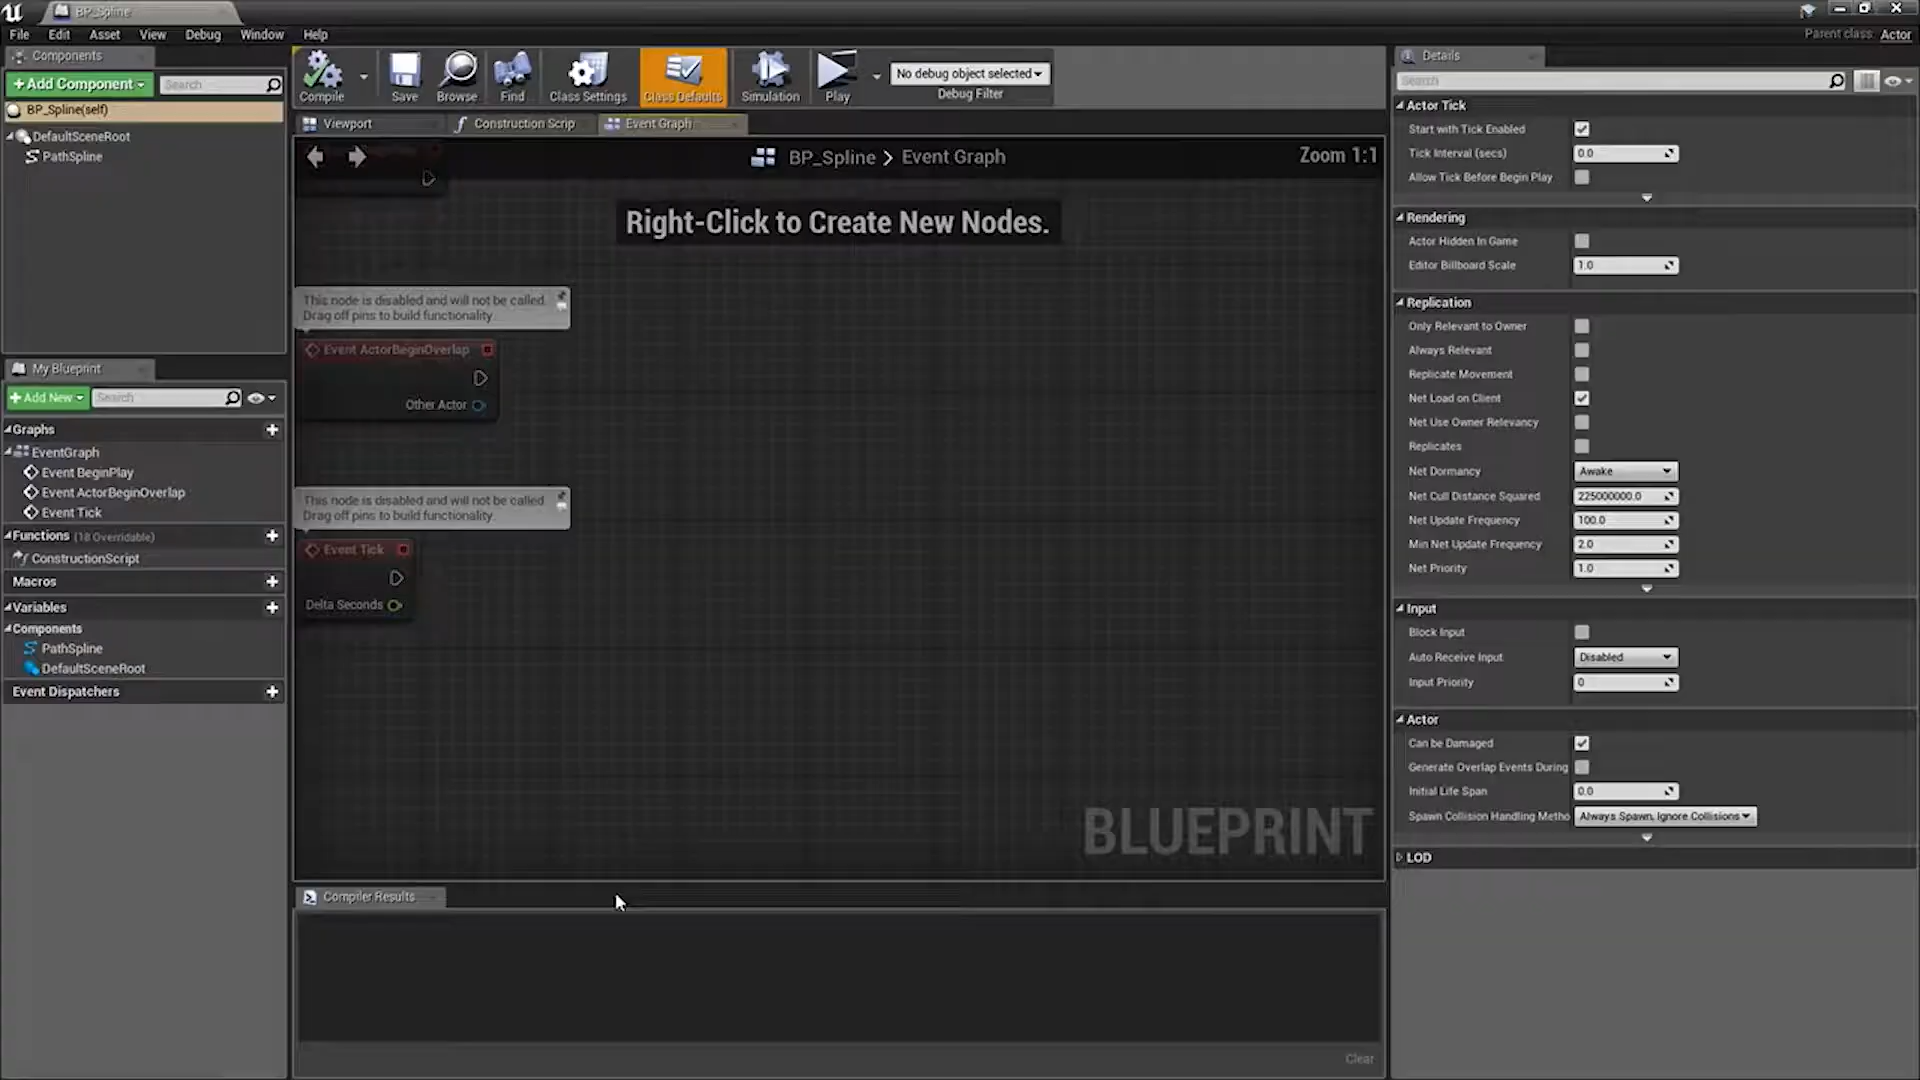 BP_Spline
File Edit Asset View Debug Window Help
Parent class: Actor
Components
+Add Component
Search
BP_Spline(self)
DefaultSceneRoot
PathSpline
My Blueprint
+Add New
Search
Graphs
EventGraph
Event BeginPlay
Event ActorBeginOverlap
Event Tick
Functions (18 Overridable)
ConstructionScript
Macros
Variables
Components
PathSpline
DefaultSceneRoot
Event Dispatchers
Compile
Save
Browse
Find
Class Settings
Class Defaults
Simulation
Play
No debug object selected
Debug Filter
Viewport
Construction Scrip
Event Graph
BP_Spline > Event Graph
Zoom 1:1
Right-Click to Create New Nodes.
This node is disabled and will not be called.
Drag off pins to build functionality.
Event ActorBeginOverlap
Other Actor
This node is disabled and will not be called.
Drag off pins to build functionality.
Event Tick
Delta Seconds
BLUEPRINT
Compiler Results
Clear
Details
Search
Actor Tick
Start with Tick Enabled
Tick Interval (secs) 0.0
Allow Tick Before Begin Play
Rendering
Actor Hidden In Game
Editor Billboard Scale 1.0
Replication
Only Relevant to Owner
Always Relevant
Replicate Movement
Net Load on Client
Net Use Owner Relevancy
Replicates
Net Dormancy Awake
Net Cull Distance Squared 225000000.0
Net Update Frequency 100.0
Min Net Update Frequency 2.0
Net Priority 1.0
Input
Block Input
Auto Receive Input Disabled
Input Priority 0
Actor
Can be Damaged
Generate Overlap Events During
Initial Life Span 0.0
Spawn Collision Handling Metho Always Spawn, Ignore Collisions
LOD